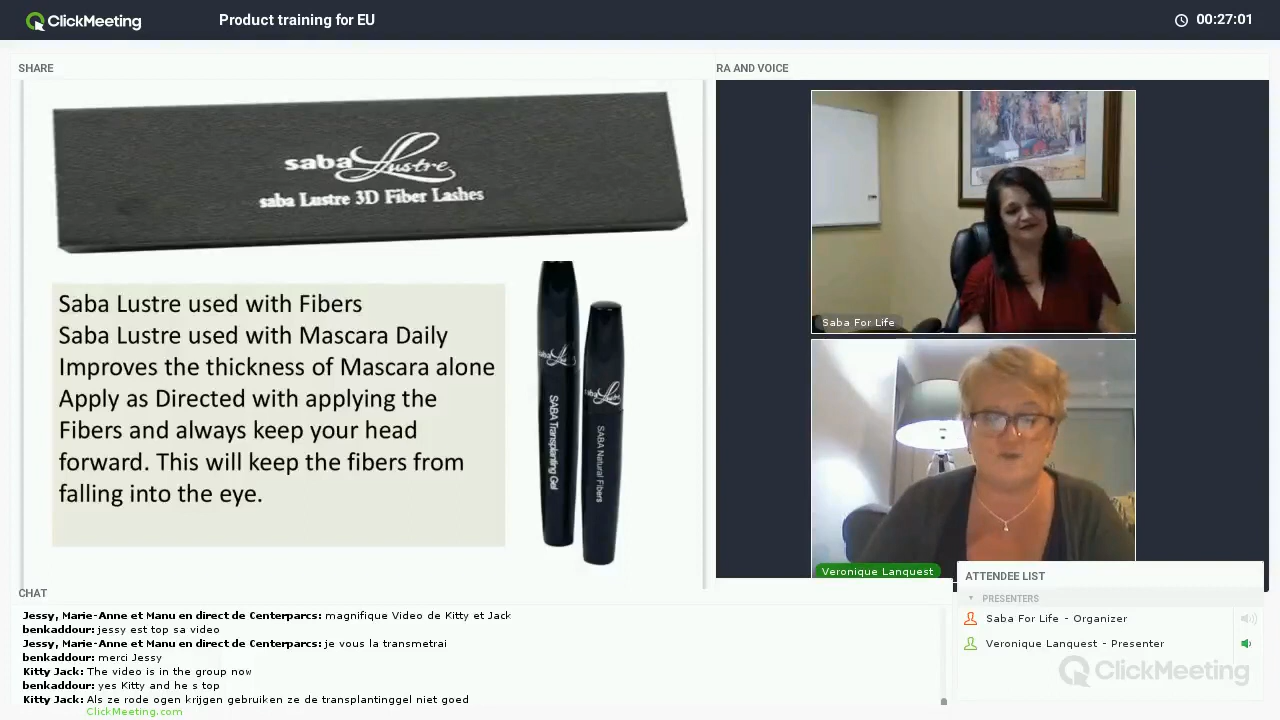 ClickMeeting
Product training for EU
00:27:01
SHARE
RA AND VOICE
saba Lustre
saba Lustre 3D Fiber Lashes
Saba Lustre used with Fibers
Saba Lustre used with Mascara Daily
Improves the thickness of Mascara alone
Apply as Directed with applying the
Fibers and always keep your head
forward. This will keep the fibers from
falling into the eye.
saba Lustre
SABA Transplanting Gel
saba Lustre
SABA Natural Fibers
Saba For Life
Veronique Lanquest
CHAT
Jessy, Marie-Anne et Manu en direct de Centerparcs: magnifique Video de Kitty et Jack
benkaddour: jessy est top sa video
Jessy, Marie-Anne et Manu en direct de Centerparcs: je vous la transmetrai
benkaddour: merci Jessy
Kitty Jack: The video is in the group now
benkaddour: yes Kitty and he s top
Kitty Jack: Als ze rode ogen krijgen gebruiken ze de transplantinggel niet goed
ClickMeeting.com
ATTENDEE LIST
PRESENTERS
Saba For Life - Organizer
Veronique Lanquest - Presenter
ClickMeeting